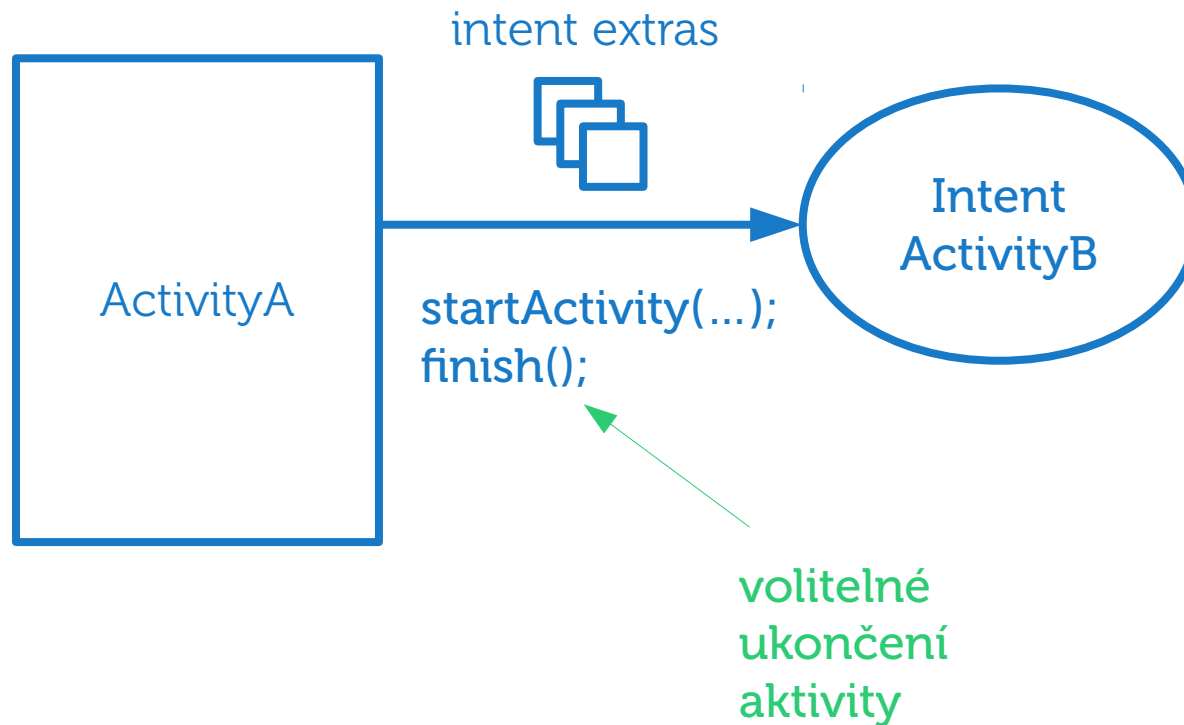 intent extras
ActivityA
Intent
ActivityB
startActivity(…);
finish();
volitelné
ukončení
aktivity